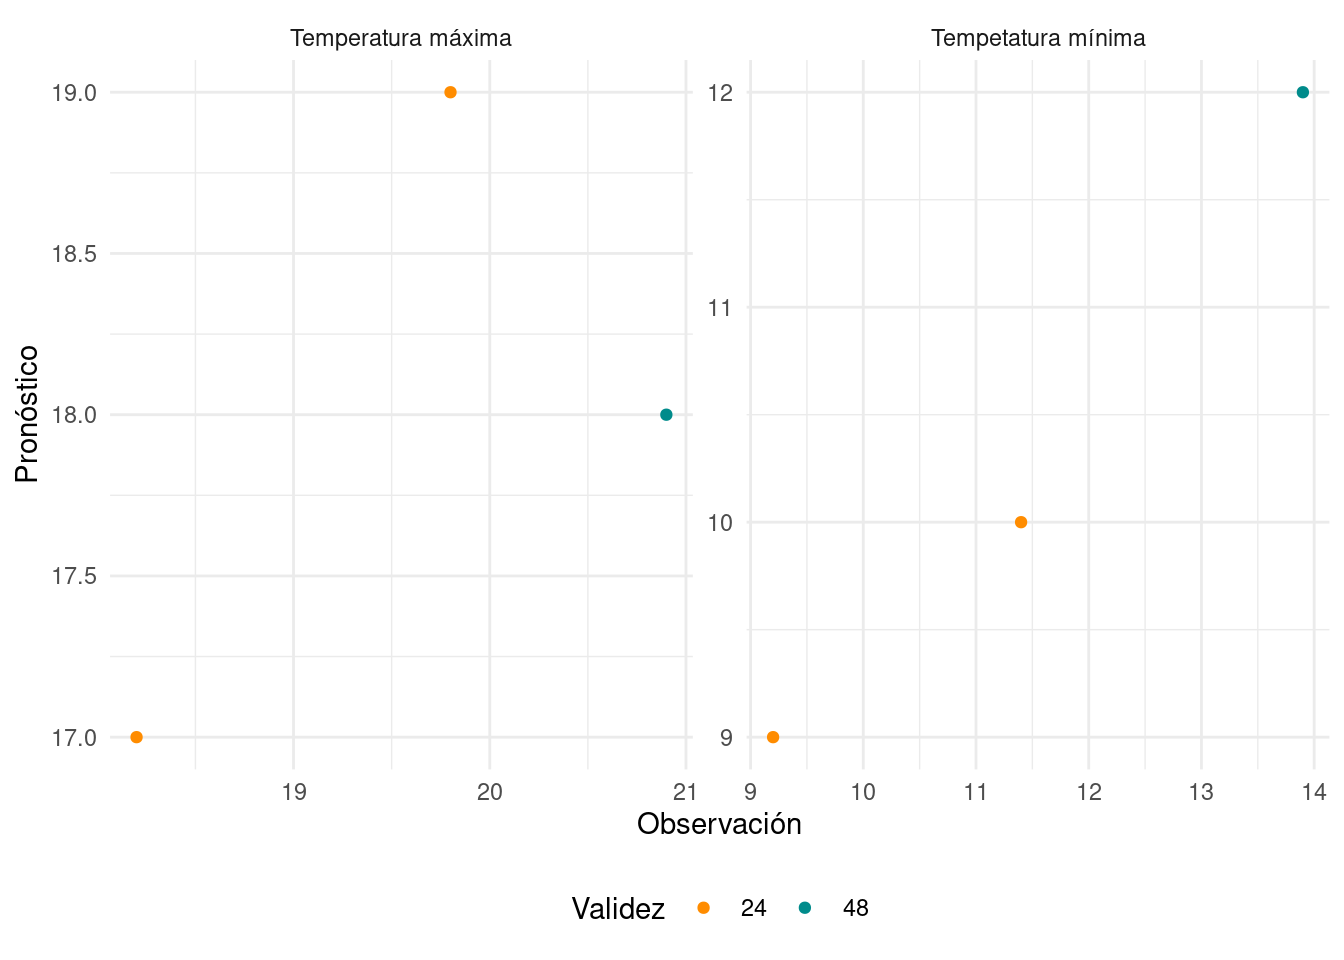 Temperatura máxima
Tempetatura mínima
19.0
18.5
18.0
17.5
17.0
12
11
10
9
Pronóstico
19 20 21
9 10 11 12 13 14
Observación
Validez 24 48